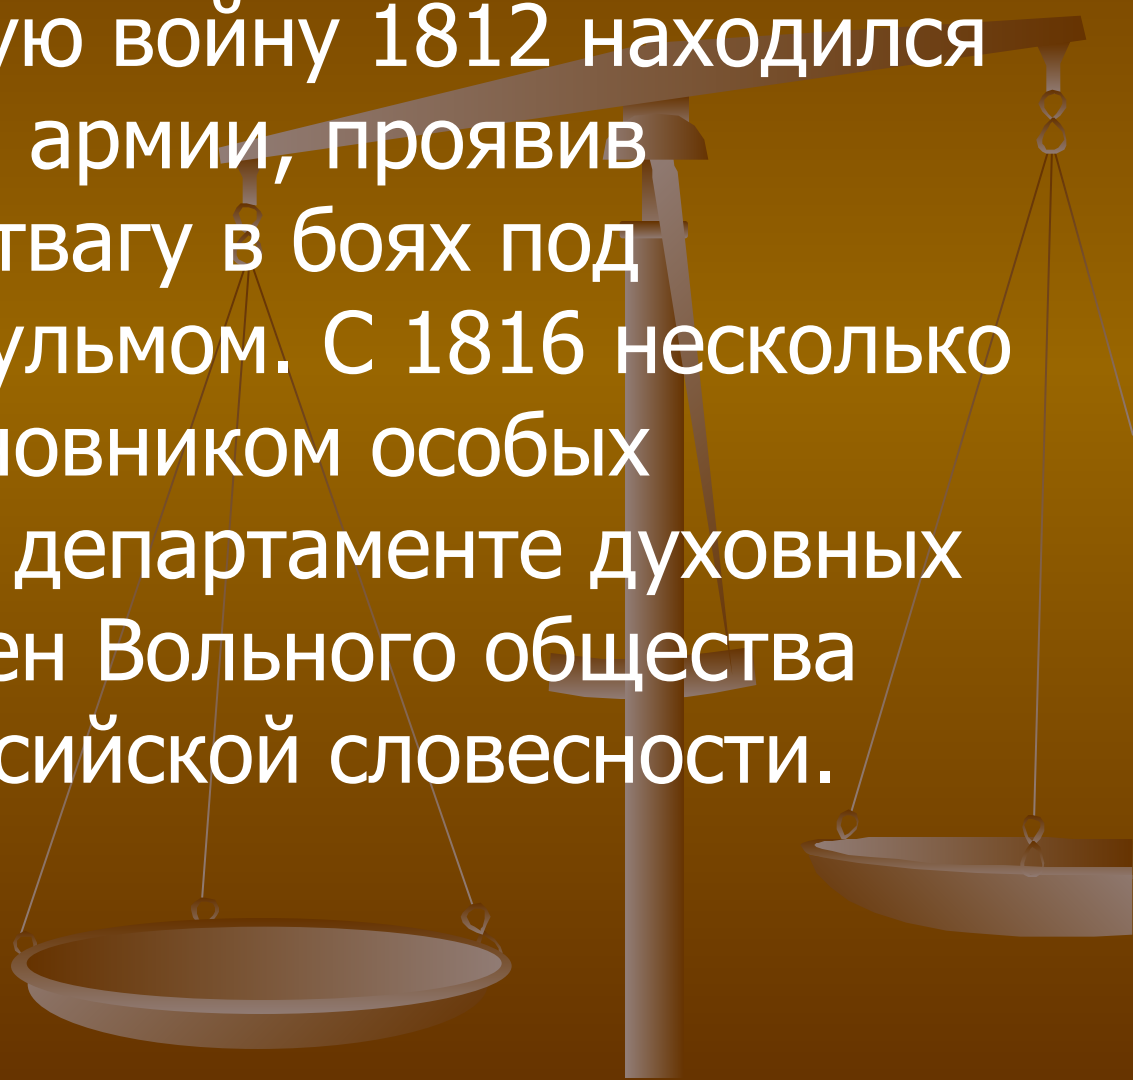 ую войну 1812 находился
армии, проявив
твагу в боях под
ульмом. С 1816 несколько
новником особых
департаменте духовных
ен Вольного общества
сийской словесности.